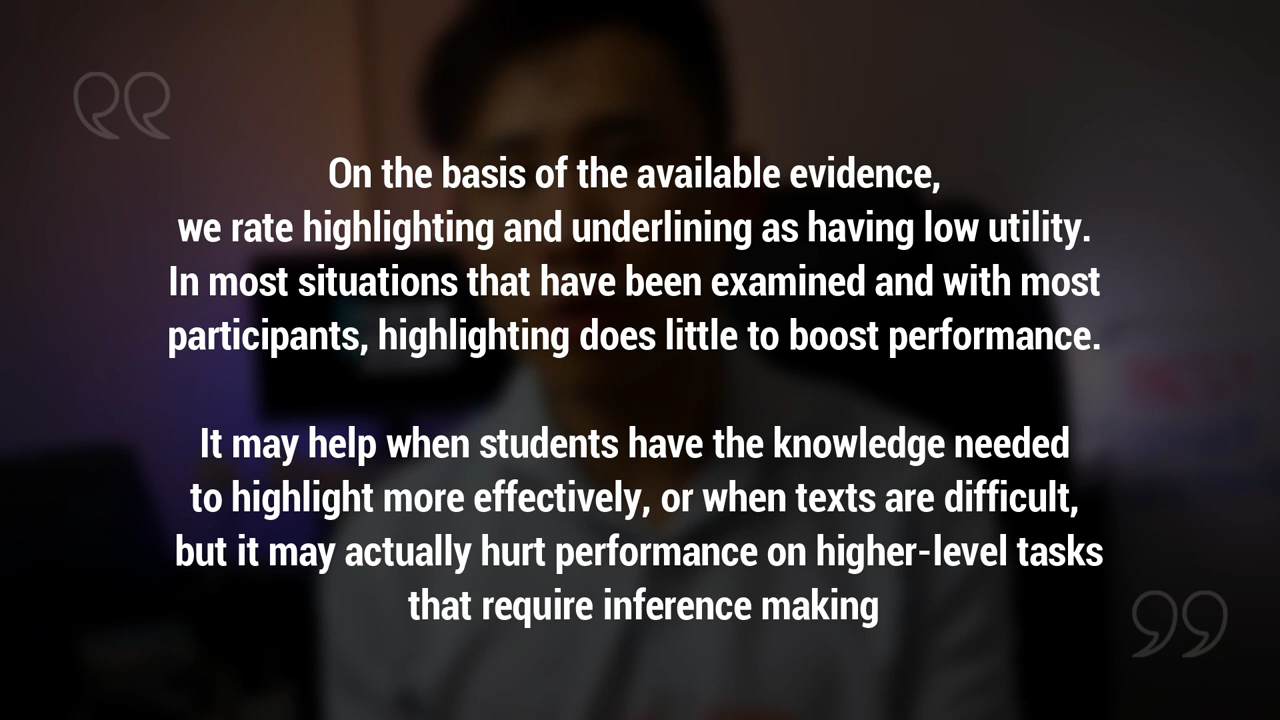 On the basis of the available evidence,
we rate highlighting and underlining as having low utility.
In most situations that have been examined and with most
participants, highlighting does little to boost performance.
It may help when students have the knowledge needed
to highlight more effectively, or when texts are difficult,
but it may actually hurt performance on higher-level tasks
that require inference making